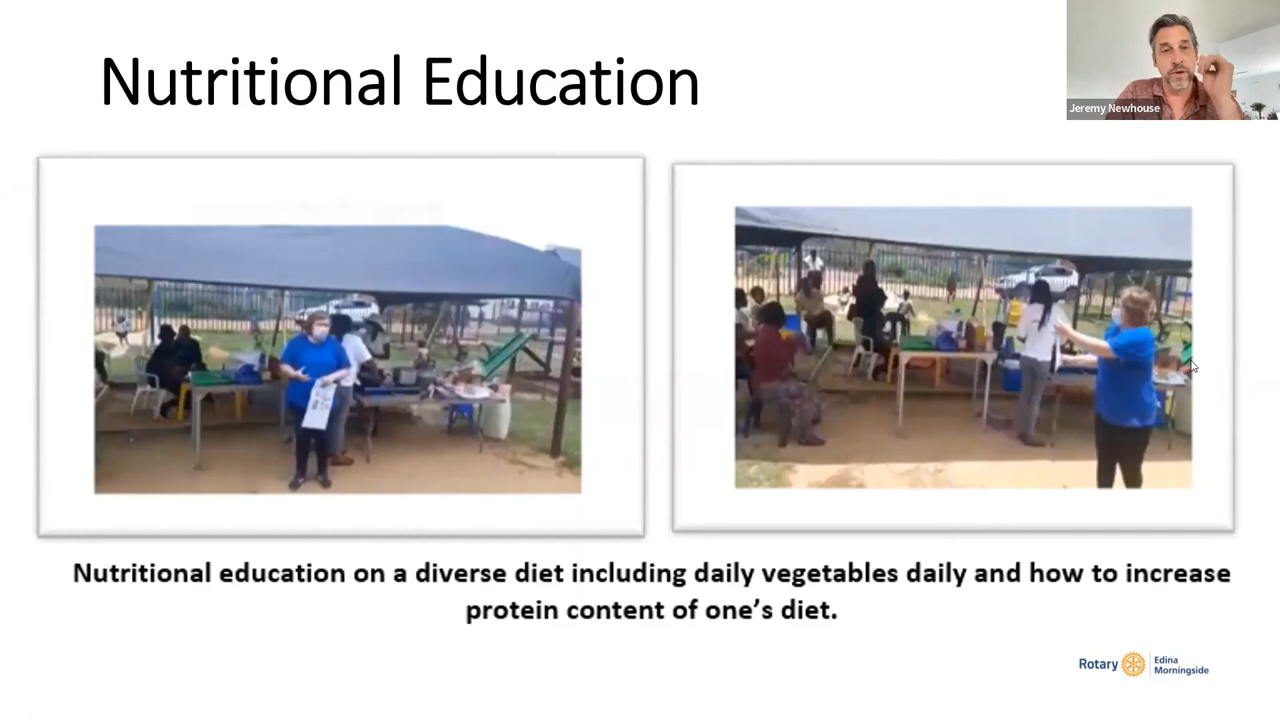 Nutritional Education
Jeremy Newhouse
Nutritional education on a diverse diet including daily vegetables daily and how to increase
protein content of one’s diet.
Rotary
Edina
Morningside